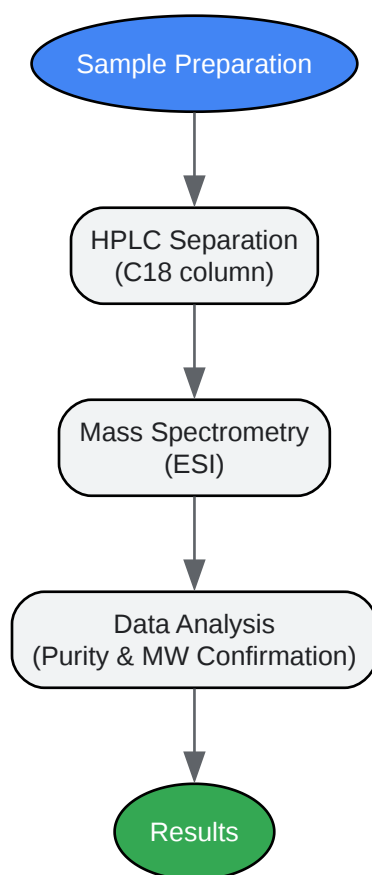 Sample Preparation
HPLC Separation
(C18 column)
Mass Spectrometry
(ESI)
Data Analysis
(Purity & MW Confirmation)
Results